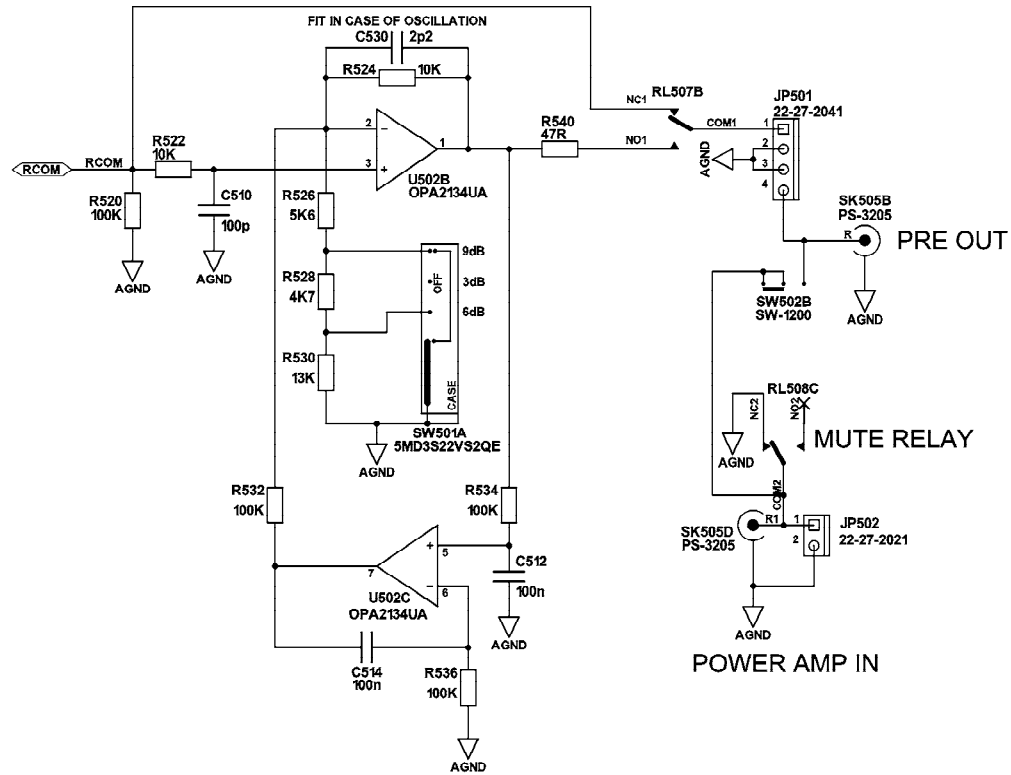 FIT IN CASE OF OSCILLATION
C530 2p2
R524 10K
RL507B
NC1
COM1
NO1
JP501
22-27-2041
1
2
3
4
AGND
R540
47R
2
3
1
U502B
OPA2134UA
RCOM
RCOM
R522
10K
R520
100K
C510
100p
AGND
AGND
R526
5K6
R528
4K7
R530
13K
9dB
3dB
6dB
OFF
CASE
SW501A
5MD3S22VS2QE
AGND
SK505B
PS-3205
R
PRE OUT
AGND
SW502B
SW-1200
RL508C
NC2
NO2
AGND
MUTE RELAY
COM2
SK505D
PS-3205
R1
1
2
JP502
22-27-2021
AGND
POWER AMP IN
R532
100K
R534
100K
5
6
7
U502C
OPA2134UA
C512
100n
AGND
C514
100n
R536
100K
AGND